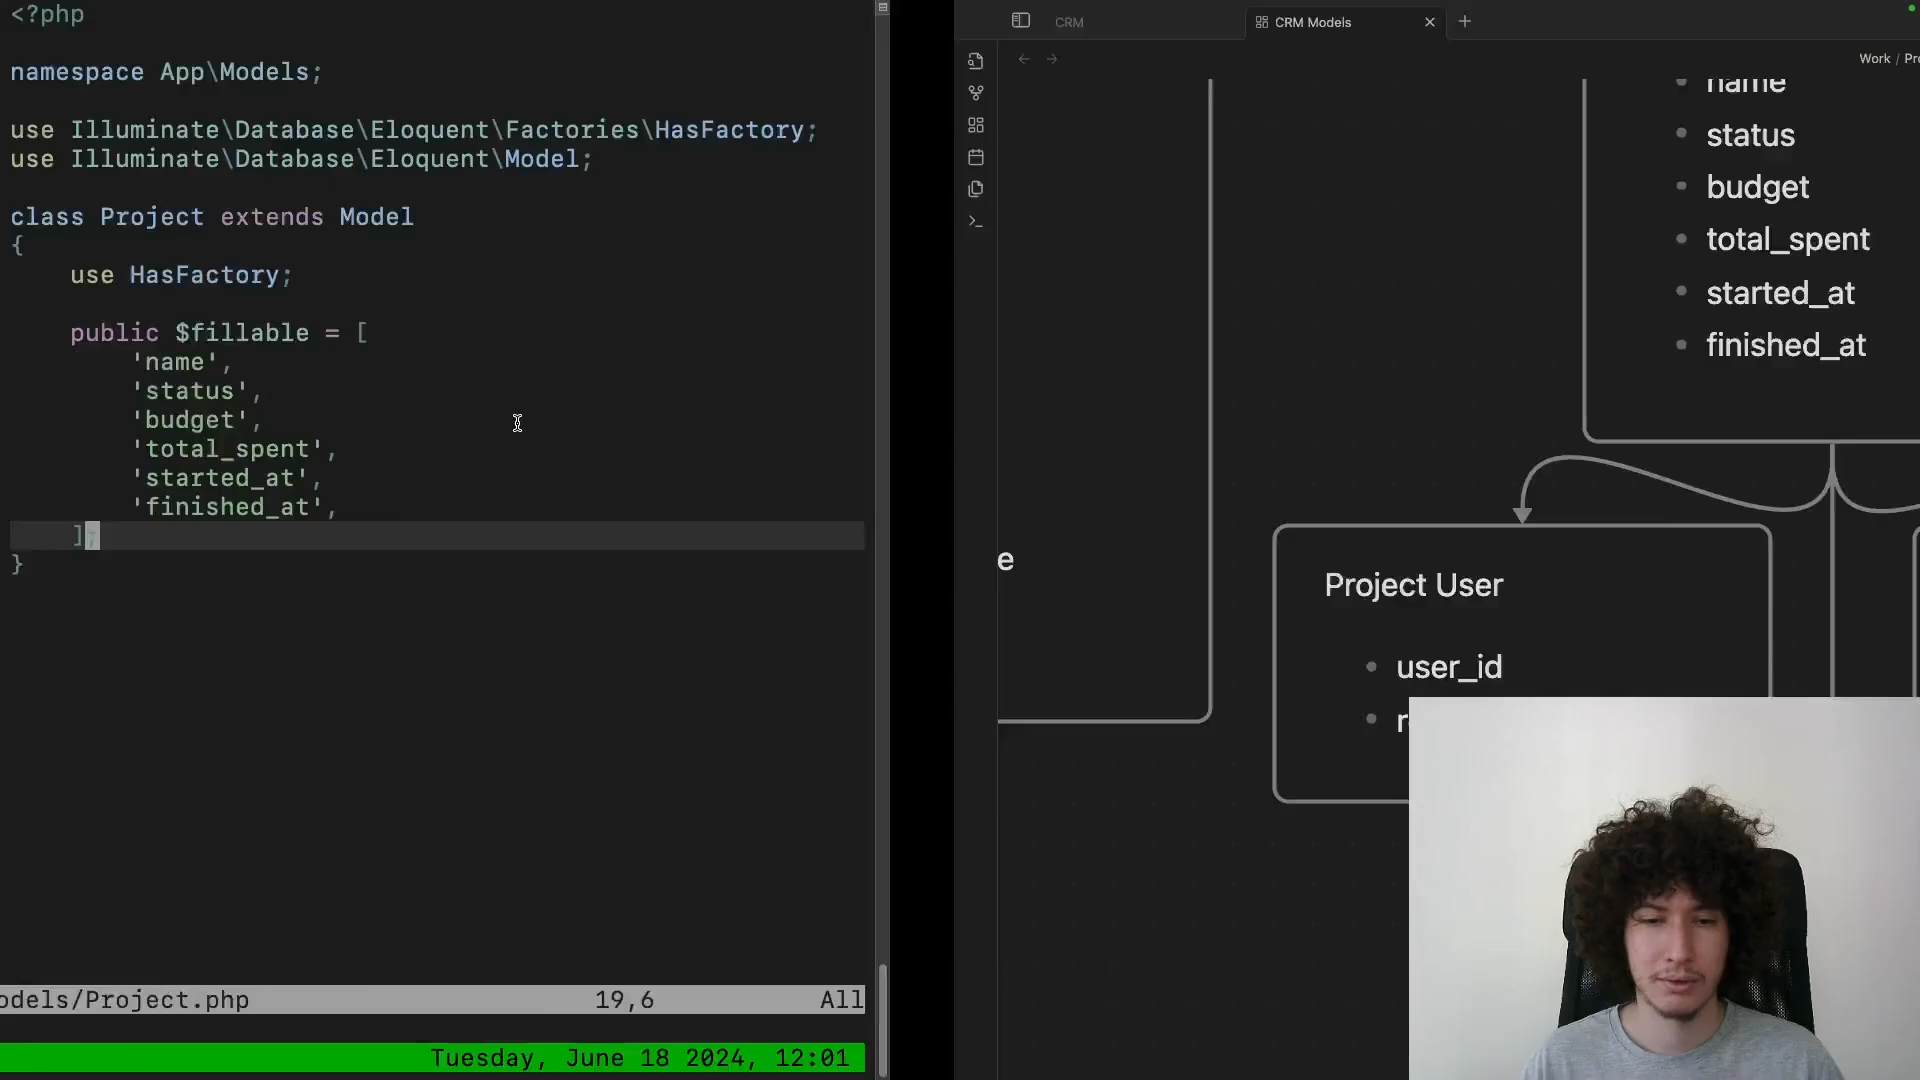 <?php
namespace App\Models;
use Illuminate\Database\Eloquent\Factories\HasFactory;
use Illuminate\Database\Eloquent\Model;
class Project extends Model
{
use HasFactory;
public $fillable = [
'name',
'status',
'budget',
'total_spent',
'started_at',
'finished_at',
];
}
odels/Project.php 19,6 All
Tuesday, June 18 2024, 12:01
CRM
CRM Models
Work / Pro
name
status
budget
total_spent
started_at
finished_at
e
Project User
user_id
r